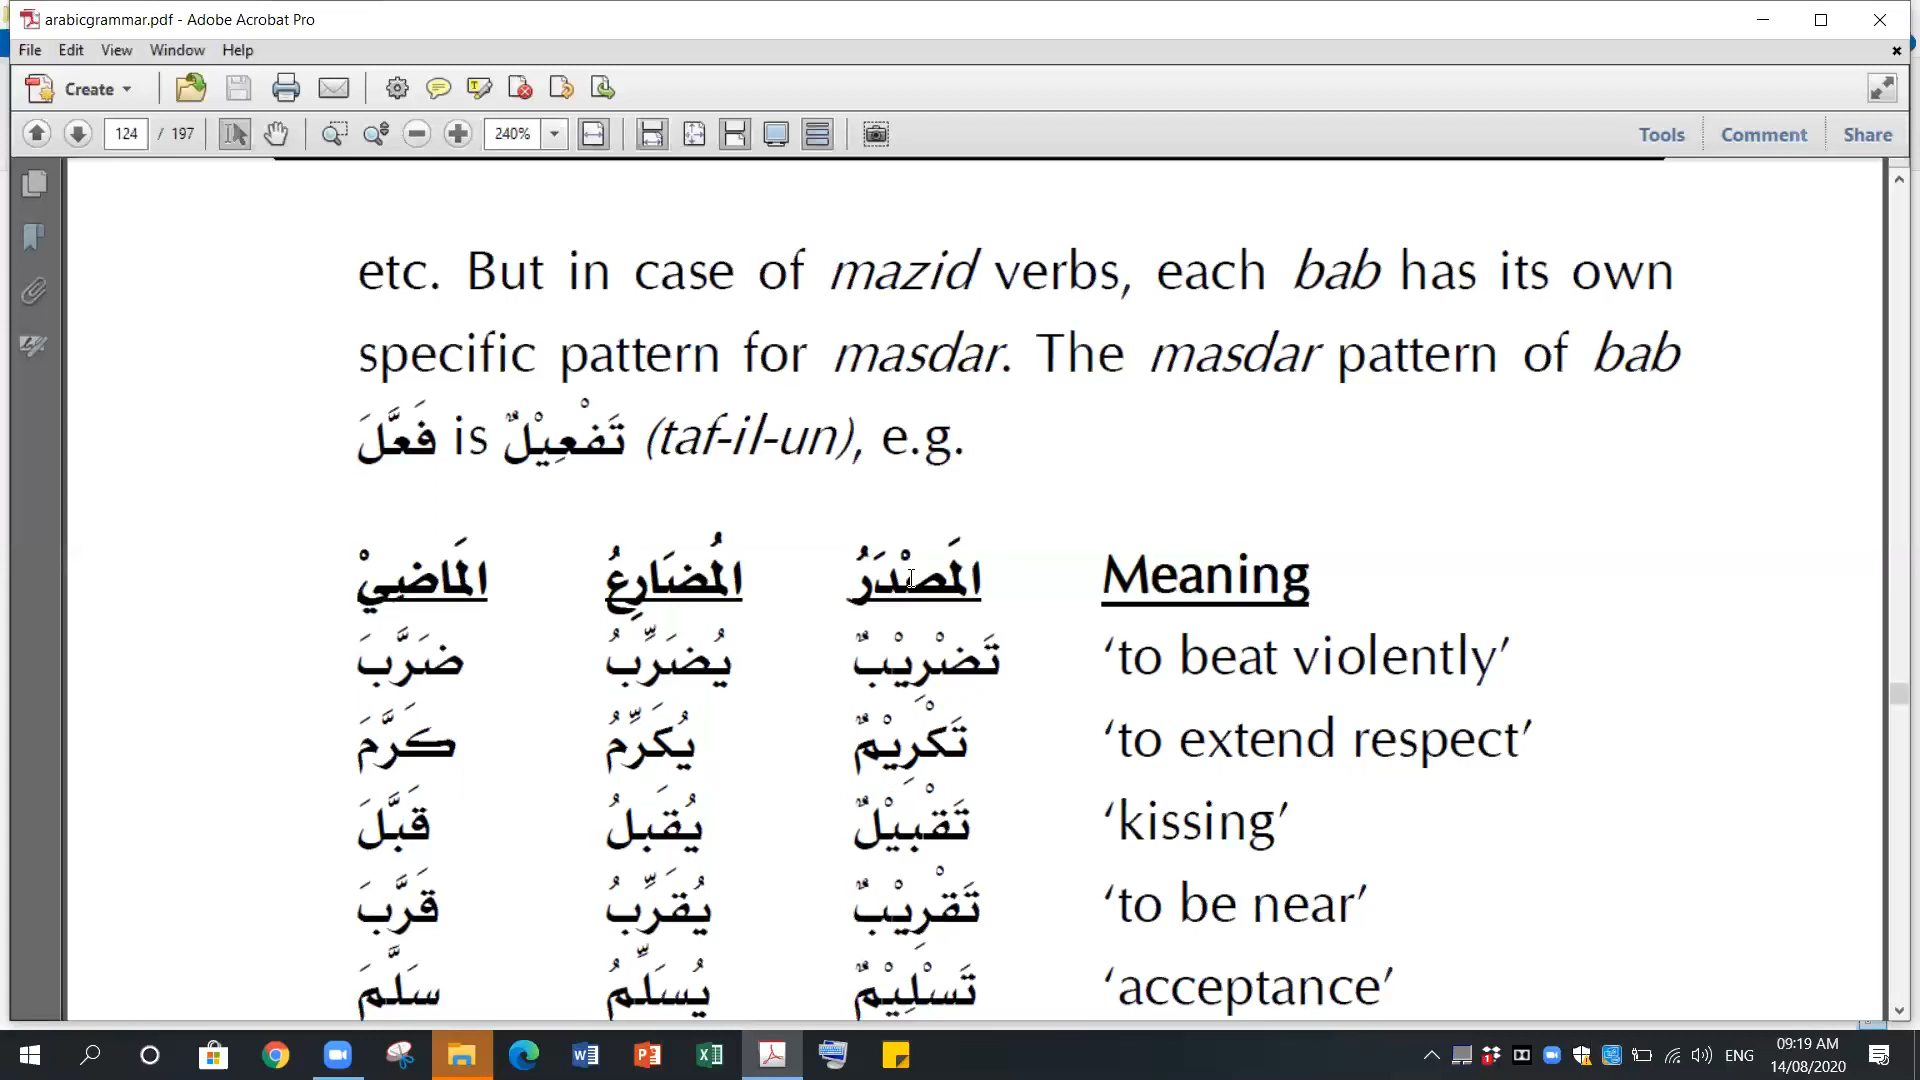 arabicgrammar.pdf - Adobe Acrobat Pro
File Edit View Window Help
Create
124 / 197 240% Tools Comment Share
etc. But in case of mazid verbs, each bab has its own
specific pattern for masdar. The masdar pattern of bab
فَعَّلَ is تَفْعِيْلٌ (taf-il-un), e.g.
المَاضِيْ المُضَارِعُ المَصْدَرُ Meaning
ضَرَّبَ يُضَرِّبُ تَضْرِيْبٌ ‘to beat violently’
كَرَّمَ يُكَرِّمُ تَكْرِيْمٌ ‘to extend respect’
قَبَّلَ يُقَبلُ تَقْبِيْلٌ ‘kissing’
قَرَّبَ يُقَرِّبُ تَقْرِيْبٌ ‘to be near’
سَلَّمَ يُسَلِّمُ تَسْلِيْمٌ ‘acceptance’
ENG 09:19 AM
14/08/2020